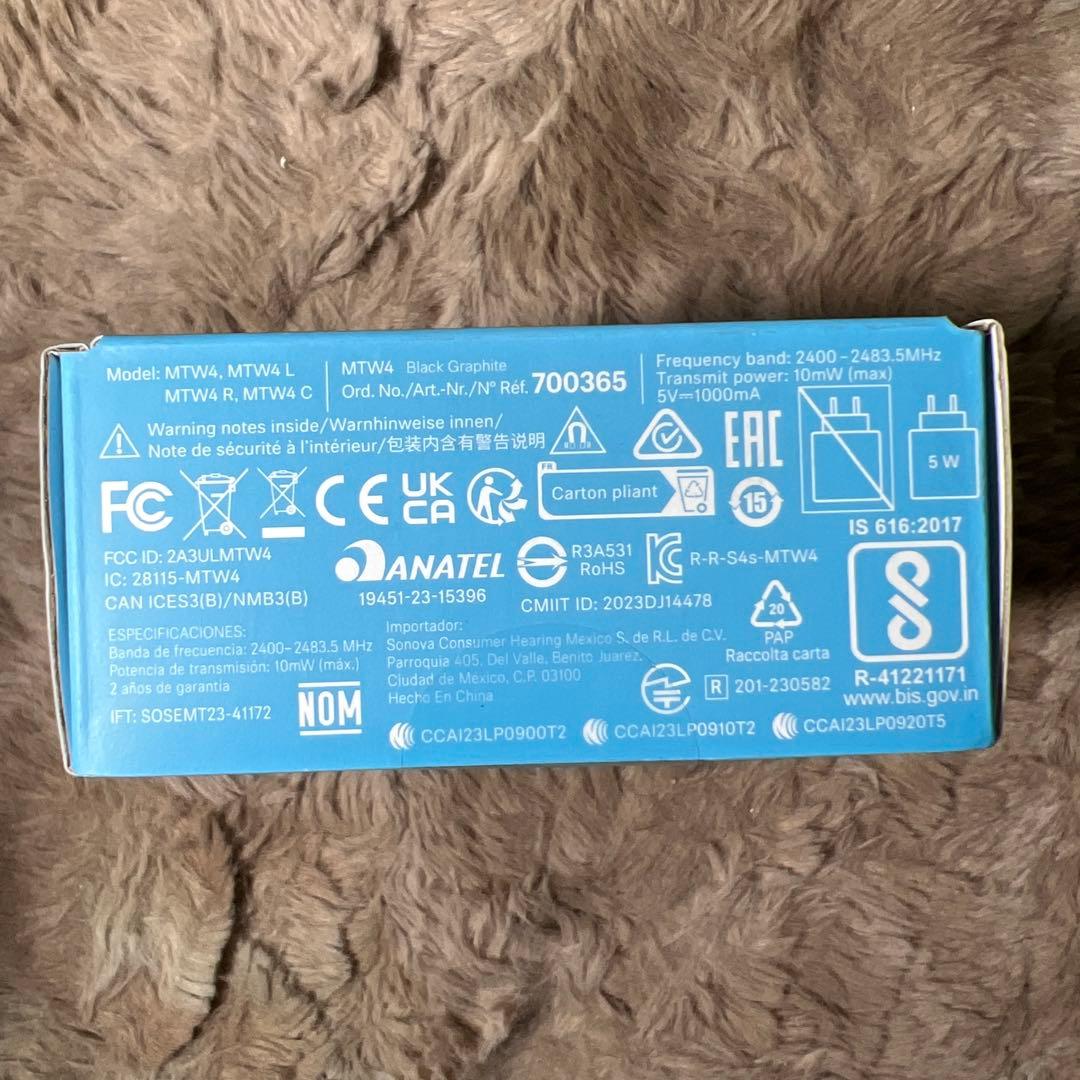 Model: MTW4, MTW4 L
MTW4 R, MTW4 C
MTW4 Black Graphite
Ord. No./Art.-Nr./N° Réf. 700365
Frequency band: 2400-2483.5MHz
Transmit power: 10mW (max)
5V⎓1000mA
Warning notes inside/Warnhinweise innen/
Note de sécurité à l'intérieur/包装内含有警告说明
EAC
5 W
FC
CE
UK
CA
FR
Carton pliant
15
IS 616:2017
FCC ID: 2A3ULMTW4
IC: 28115-MTW4
CAN ICES3(B)/NMB3(B)
ANATEL
19451-23-15396
R3A531
RoHS
R-R-S4s-MTW4
CMIIT ID: 2023DJ14478
20
PAP
Raccolta carta
R-41221171
www.bis.gov.in
ESPECIFICACIONES:
Banda de frecuencia: 2400-2483.5 MHz
Potencia de transmisión: 10mW (máx.)
2 años de garantía
IFT: SOSEMT23-41172
NOM
Importador:
Sonova Consumer Hearing Mexico S. de R.L. de C.V.
Parroquia 405. Del Valle, Benito Juarez.
Ciudad de México, C.P. 03100
Hecho En China
R 201-230582
CCAI23LP0900T2
CCAI23LP0910T2
CCAI23LP0920T5